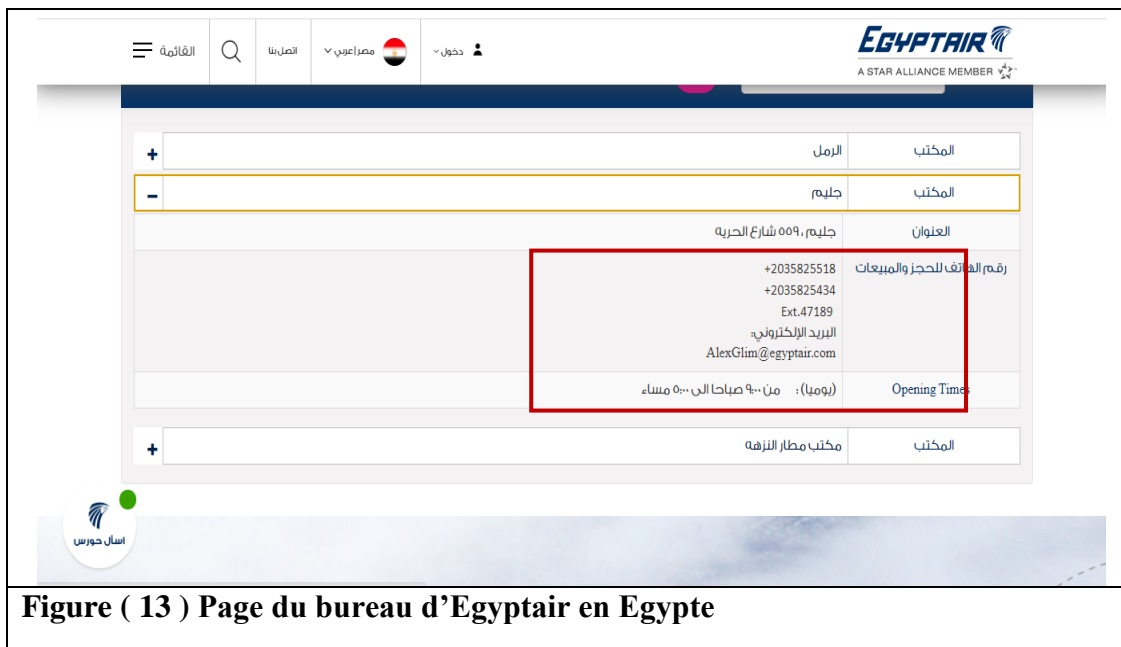 EGYPTAIR
A STAR ALLIANCE MEMBER
دخول
مصر|عربي
اتصل بنا
القائمة
المكتب الرمل +
المكتب جليم −
العنوان جليم، ٥٥٩ شارع الحريه
رقم الهاتف للحجز والمبيعات +2035825518
+2035825434
Ext.47189
البريد الإلكتروني:
AlexGlim@egyptair.com
Opening Times (يوميا): من ٩:٠٠ صباحا الى ٥:٠٠ مساء
المكتب مكتب مطار النزهه +
اسأل حورس
Figure ( 13 ) Page du bureau d’Egyptair en Egypte